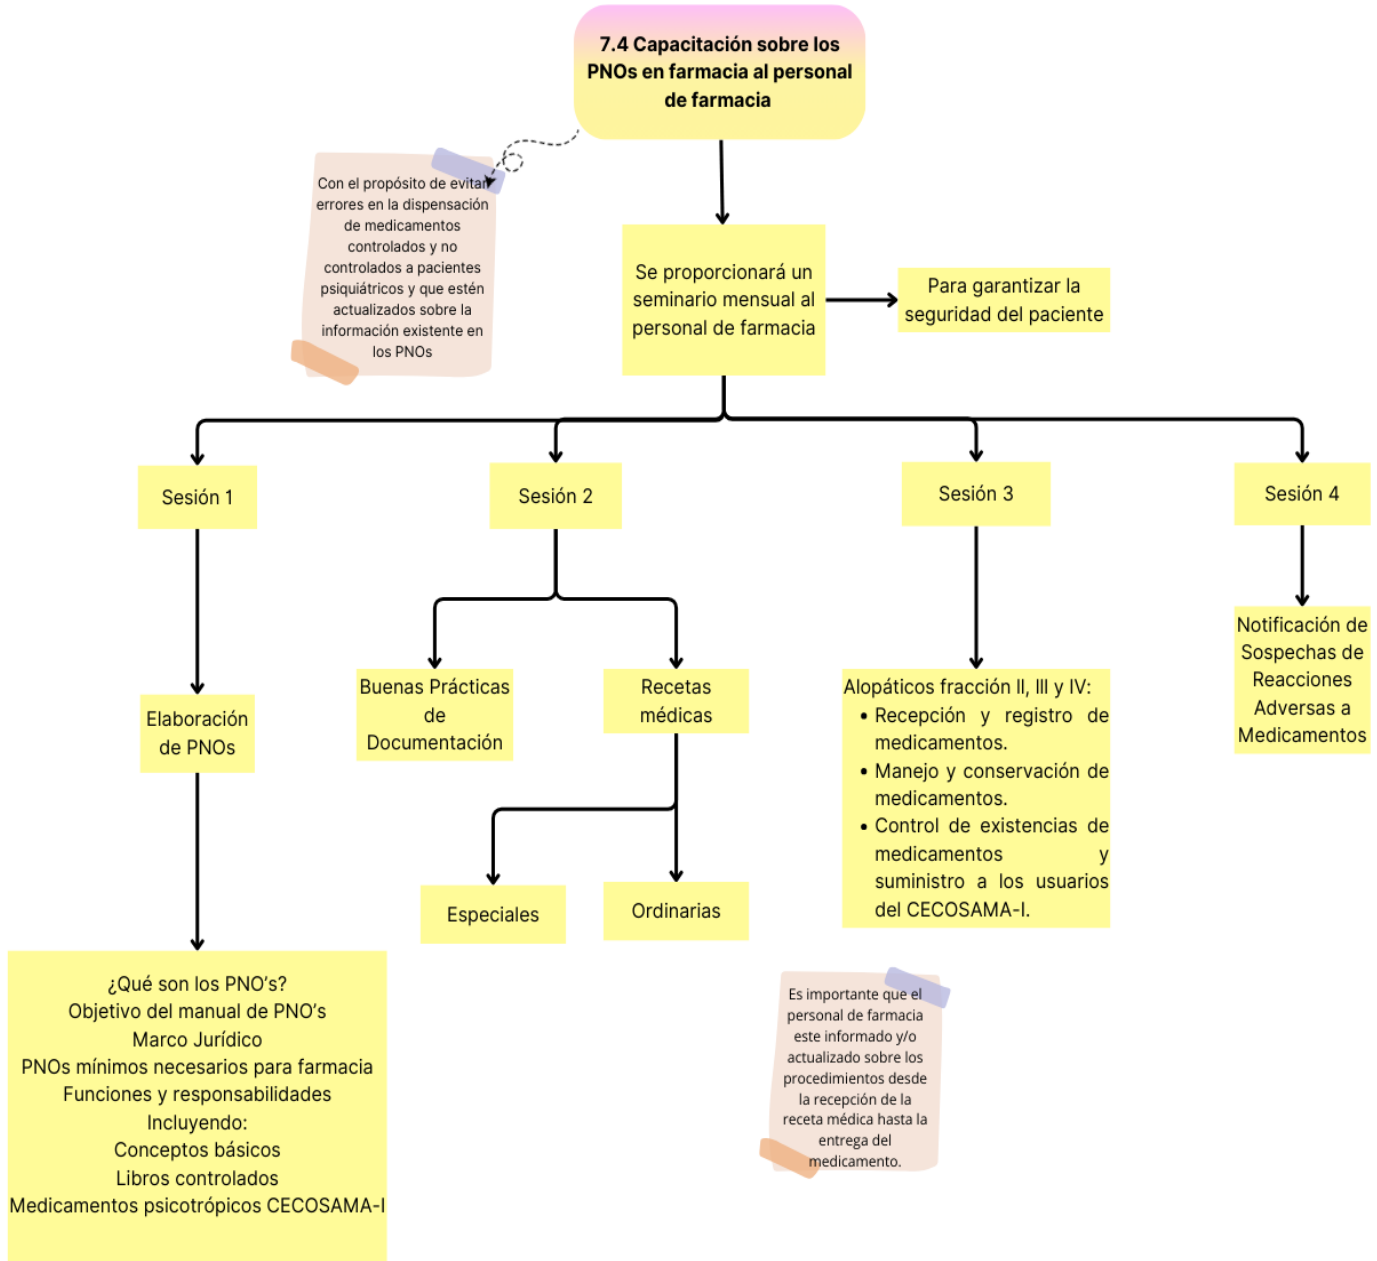 7.4 Capacitación sobre los
PNOs en farmacia al personal
de farmacia
Con el propósito de evitar
errores en la dispensación
de medicamentos
controlados y no
controlados a pacientes
psiquiátricos y que estén
actualizados sobre la
información existente en
los PNOs
Se proporcionará un
seminario mensual al
personal de farmacia
Para garantizar la
seguridad del paciente
Sesión 1
Sesión 2
Sesión 3
Sesión 4
Elaboración
de PNOs
Buenas Prácticas
de
Documentación
Recetas
médicas
Alopáticos fracción II, III y IV:
• Recepción y registro de
medicamentos.
• Manejo y conservación de
medicamentos.
• Control de existencias de
medicamentos y
suministro a los usuarios
del CECOSAMA-I.
Notificación de
Sospechas de
Reacciones
Adversas a
Medicamentos
Especiales
Ordinarias
¿Qué son los PNO's?
Objetivo del manual de PNO's
Marco Jurídico
PNOs mínimos necesarios para farmacia
Funciones y responsabilidades
Incluyendo:
Conceptos básicos
Libros controlados
Medicamentos psicotrópicos CECOSAMA-I
Es importante que el
personal de farmacia
este informado y/o
actualizado sobre los
procedimientos desde
la recepción de la
receta médica hasta la
entrega del
medicamento.